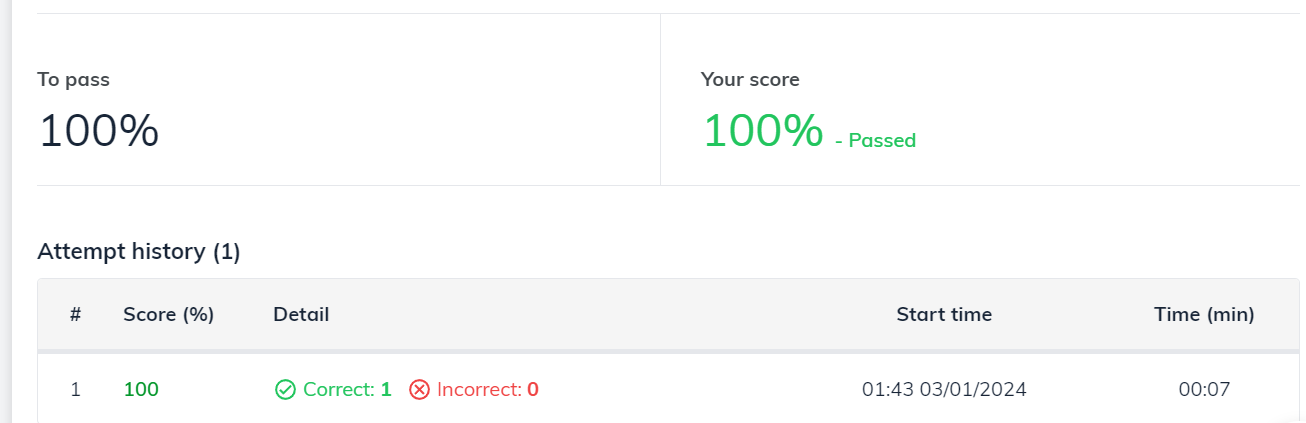 To pass
100%
Your score
100% - Passed
Attempt history (1)
# Score (%) Detail Start time Time (min)
1 100 Correct: 1 Incorrect: 0 01:43 03/01/2024 00:07